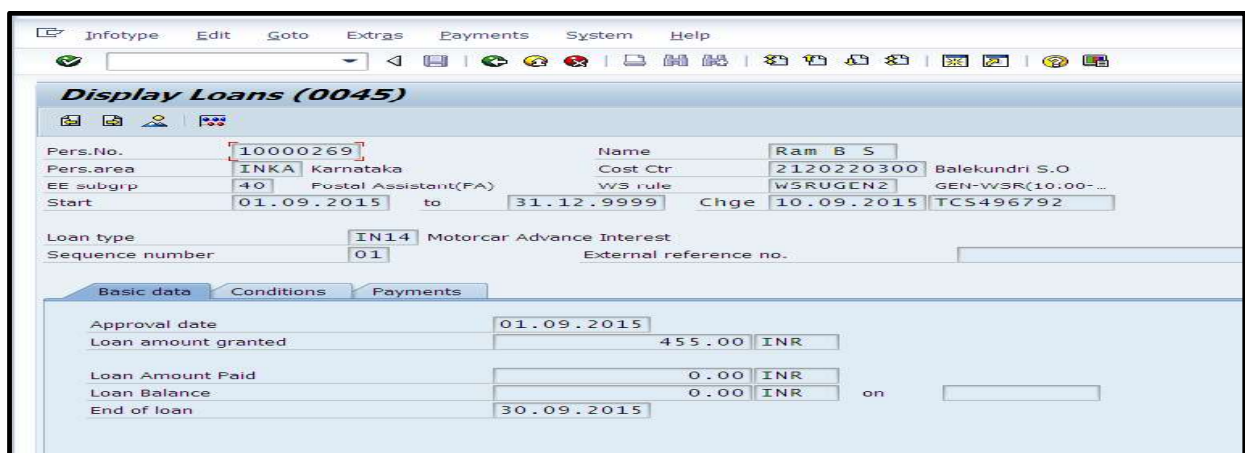 Infotype Edit Goto Extras Payments System Help
Display Loans (0045)
Pers.No. 10000269 Name Ram B S
Pers.area INKA Karnataka Cost Ctr 2120220300 Balekundri S.O
EE subgrp 40 Postal Assistant(PA) WS rule WSRUGEN2 GEN-WSR(10:00-...
Start 01.09.2015 to 31.12.9999 Chge 10.09.2015 TCS496792
Loan type IN14 Motorcar Advance Interest
Sequence number 01 External reference no.
Basic data Conditions Payments
Approval date 01.09.2015
Loan amount granted 455.00 INR
Loan Amount Paid 0.00 INR
Loan Balance 0.00 INR on
End of loan 30.09.2015